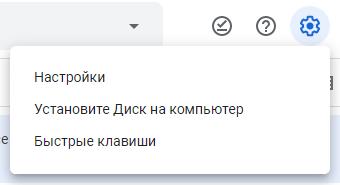 Настройки
Установите Диск на компьютер
Быстрые клавиши